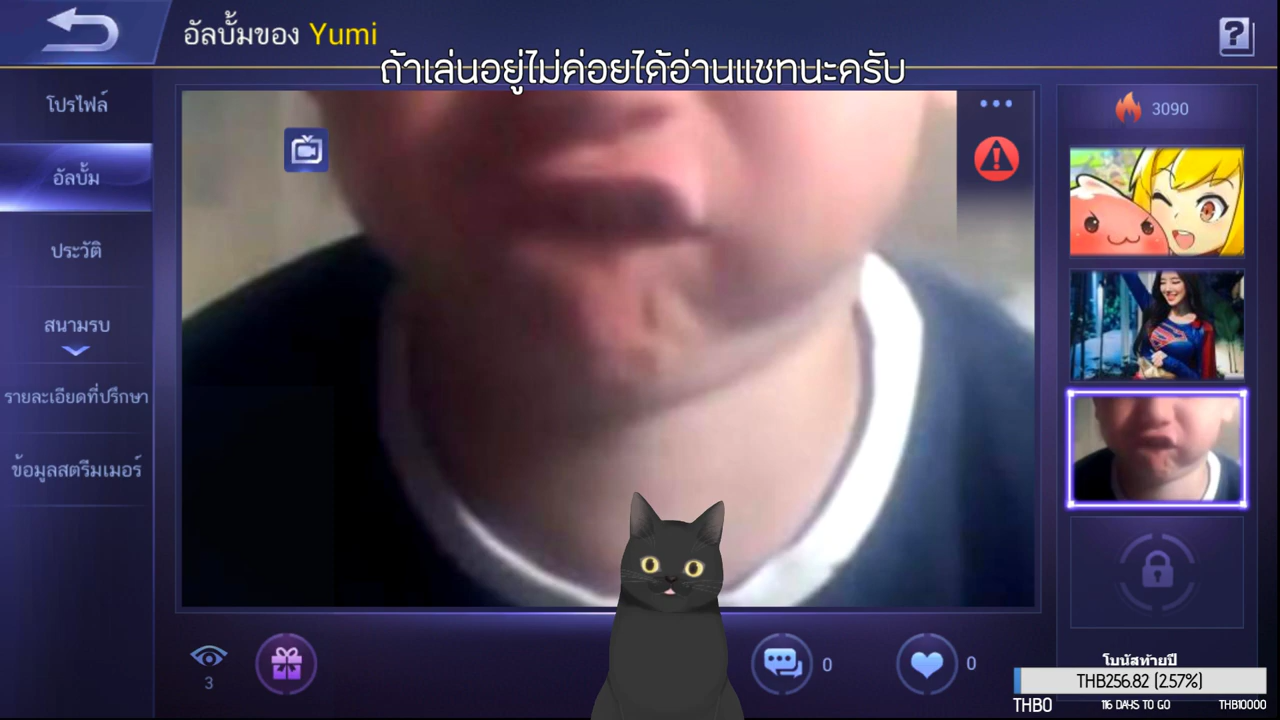 อัลบั้มของ Yumi
ถ้าเล่นอยู่ไม่ค่อยได้อ่านแชทนะครับ
โปรไฟล์
อัลบั้ม
ประวัติ
สนามรบ
รายละเอียดที่ปรึกษา
ข้อมูลสตรีมเมอร์
3090
3
0
0
โบนัสท้ายปี
THB256.82 (2.57%)
THB0 116 DAYS TO GO THB10000